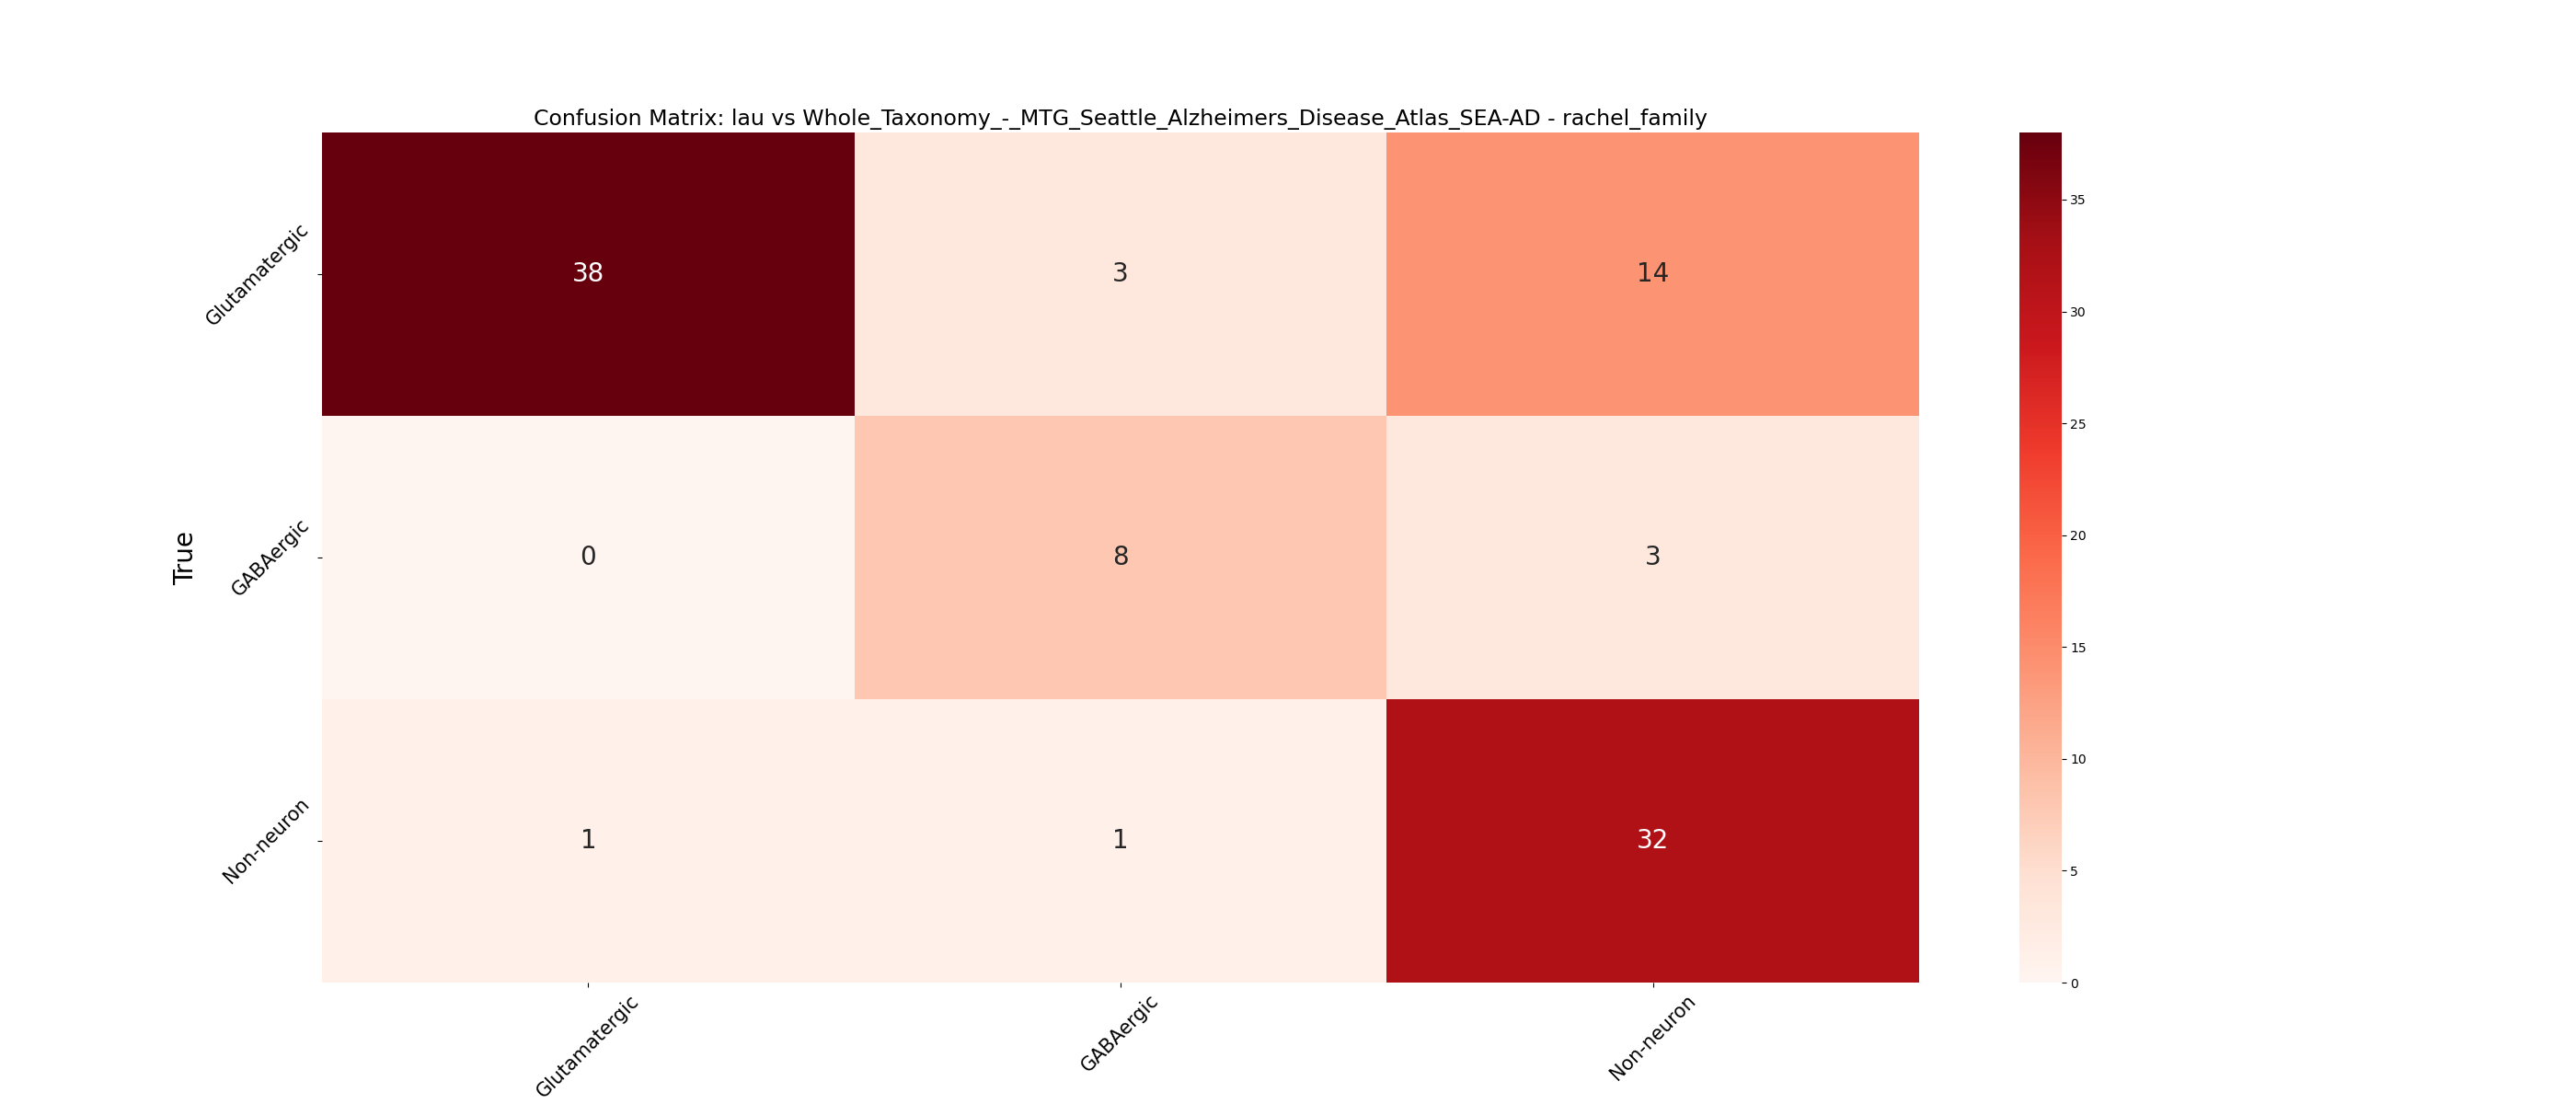 Confusion Matrix: lau vs Whole_Taxonomy_-_MTG_Seattle_Alzheimers_Disease_Atlas_SEA-AD - rachel_family
True
Glutamatergic
38
3
14
GABAergic
0
8
3
Non-neuron
1
1
32
Glutamatergic
GABAergic
Non-neuron
35
30
25
20
15
10
5
0